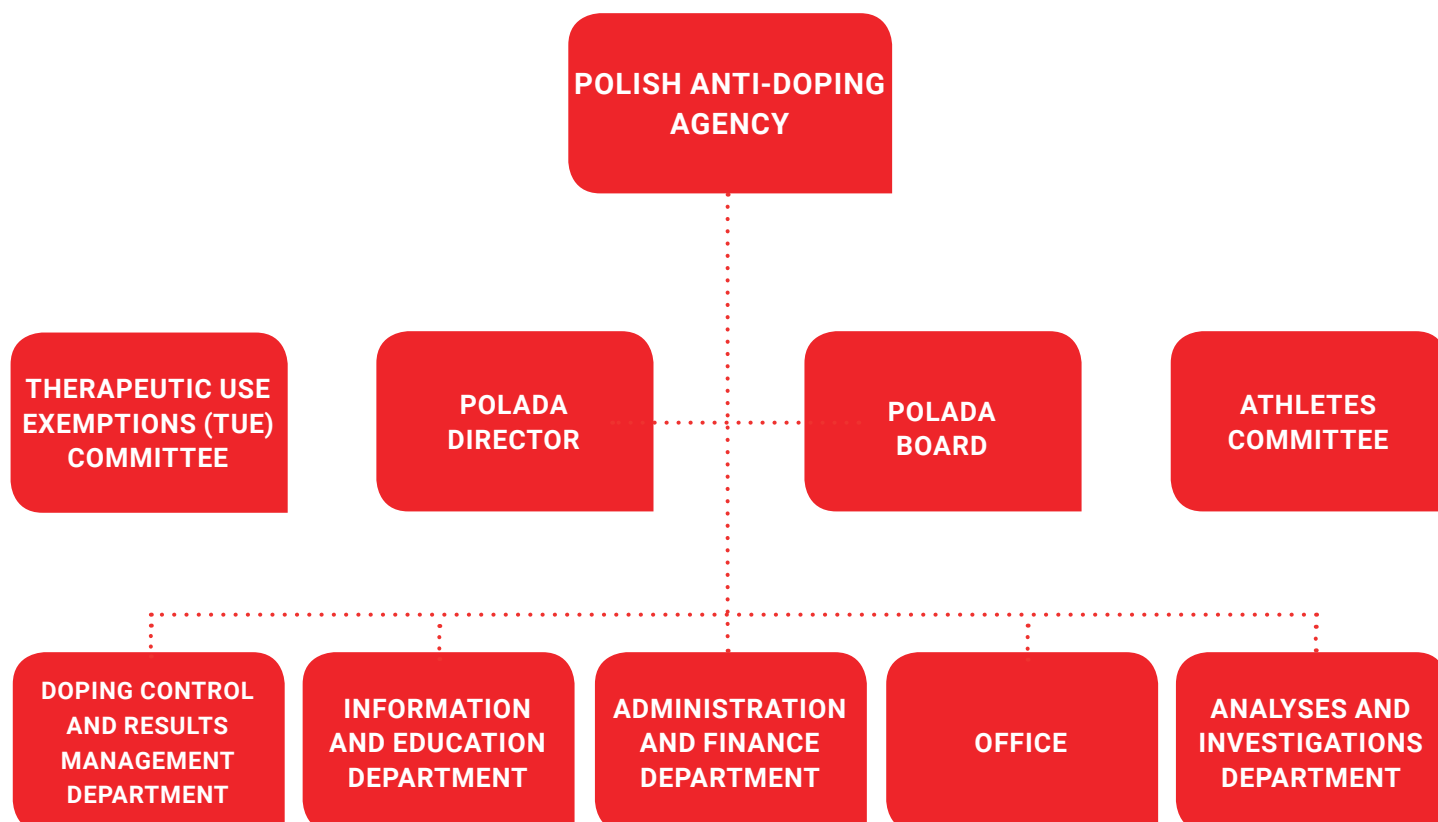 POLISH ANTI-DOPING
AGENCY
THERAPEUTIC USE
EXEMPTIONS (TUE)
COMMITTEE
POLADA
DIRECTOR
POLADA
BOARD
ATHLETES
COMMITTEE
DOPING CONTROL
AND RESULTS
MANAGEMENT
DEPARTMENT
INFORMATION
AND EDUCATION
DEPARTMENT
ADMINISTRATION
AND FINANCE
DEPARTMENT
OFFICE
ANALYSES AND
INVESTIGATIONS
DEPARTMENT